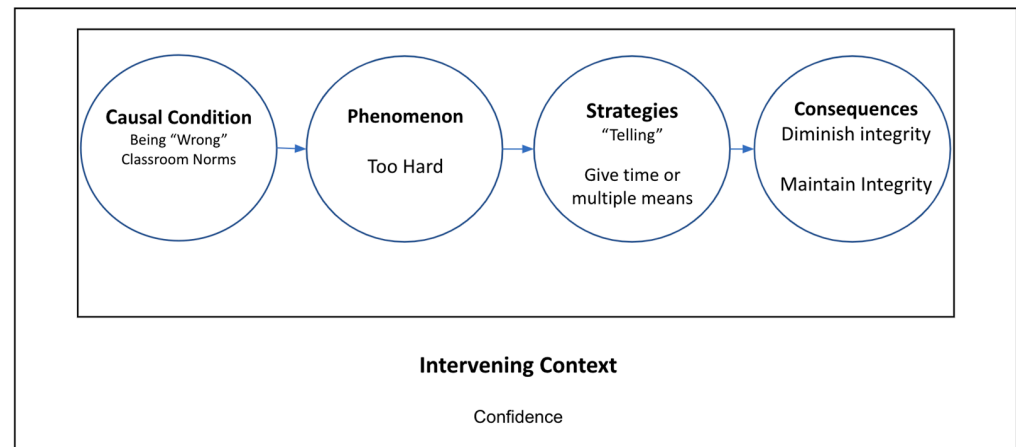 Causal Condition
Being “Wrong”
Classroom Norms
Phenomenon
Too Hard
Strategies
“Telling”
Give time or
multiple means
Consequences
Diminish integrity
Maintain Integrity
Intervening Context
Confidence